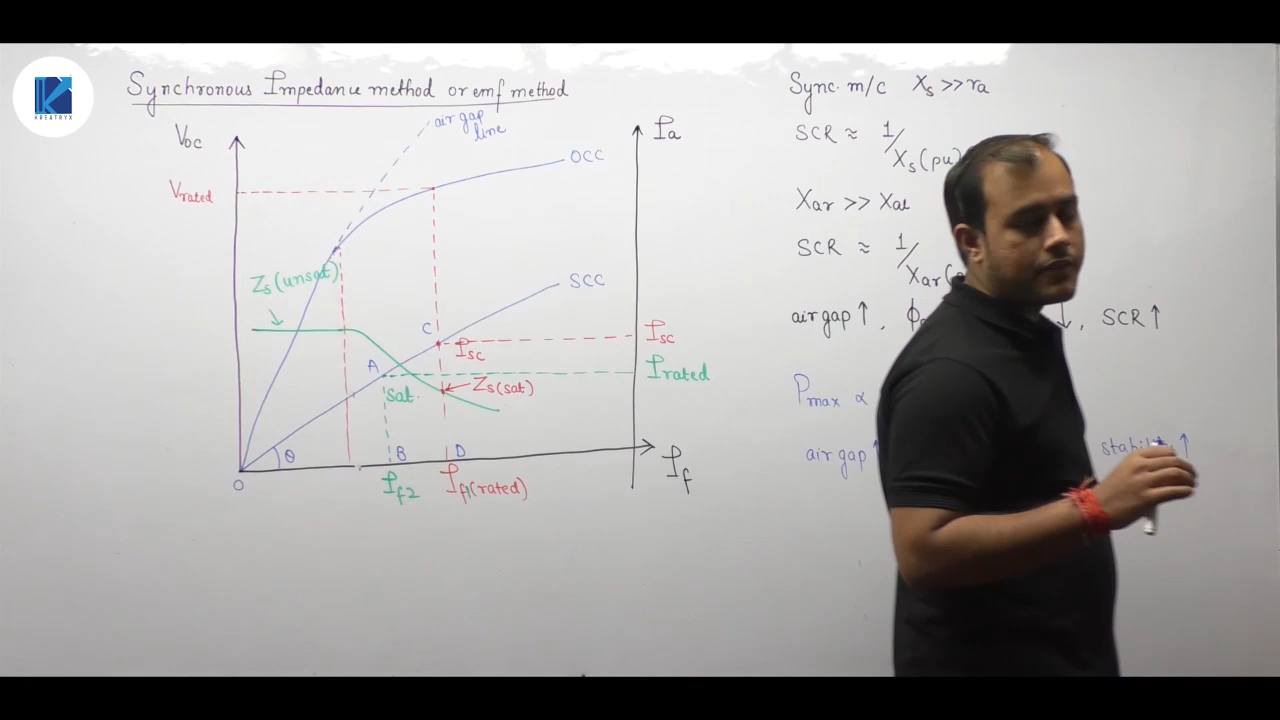 KREATRYX
Synchronous Impedance method or emf method
Voc
air gap
line
Ia
OCC
Vrated
Zs (unsat)
SCC
C
Isc
Isc
A
Irated
Sat.
Zs (sat)
θ
B
D
O
If2
If1(rated)
If
Sync. m/c Xs >> ra
SCR ≈ 1/Xs(pu)
Xar >> Xal
SCR ≈ 1/Xar(
air gap ↑, ↓, SCR ↑
Pmax ∝
air gap ↑